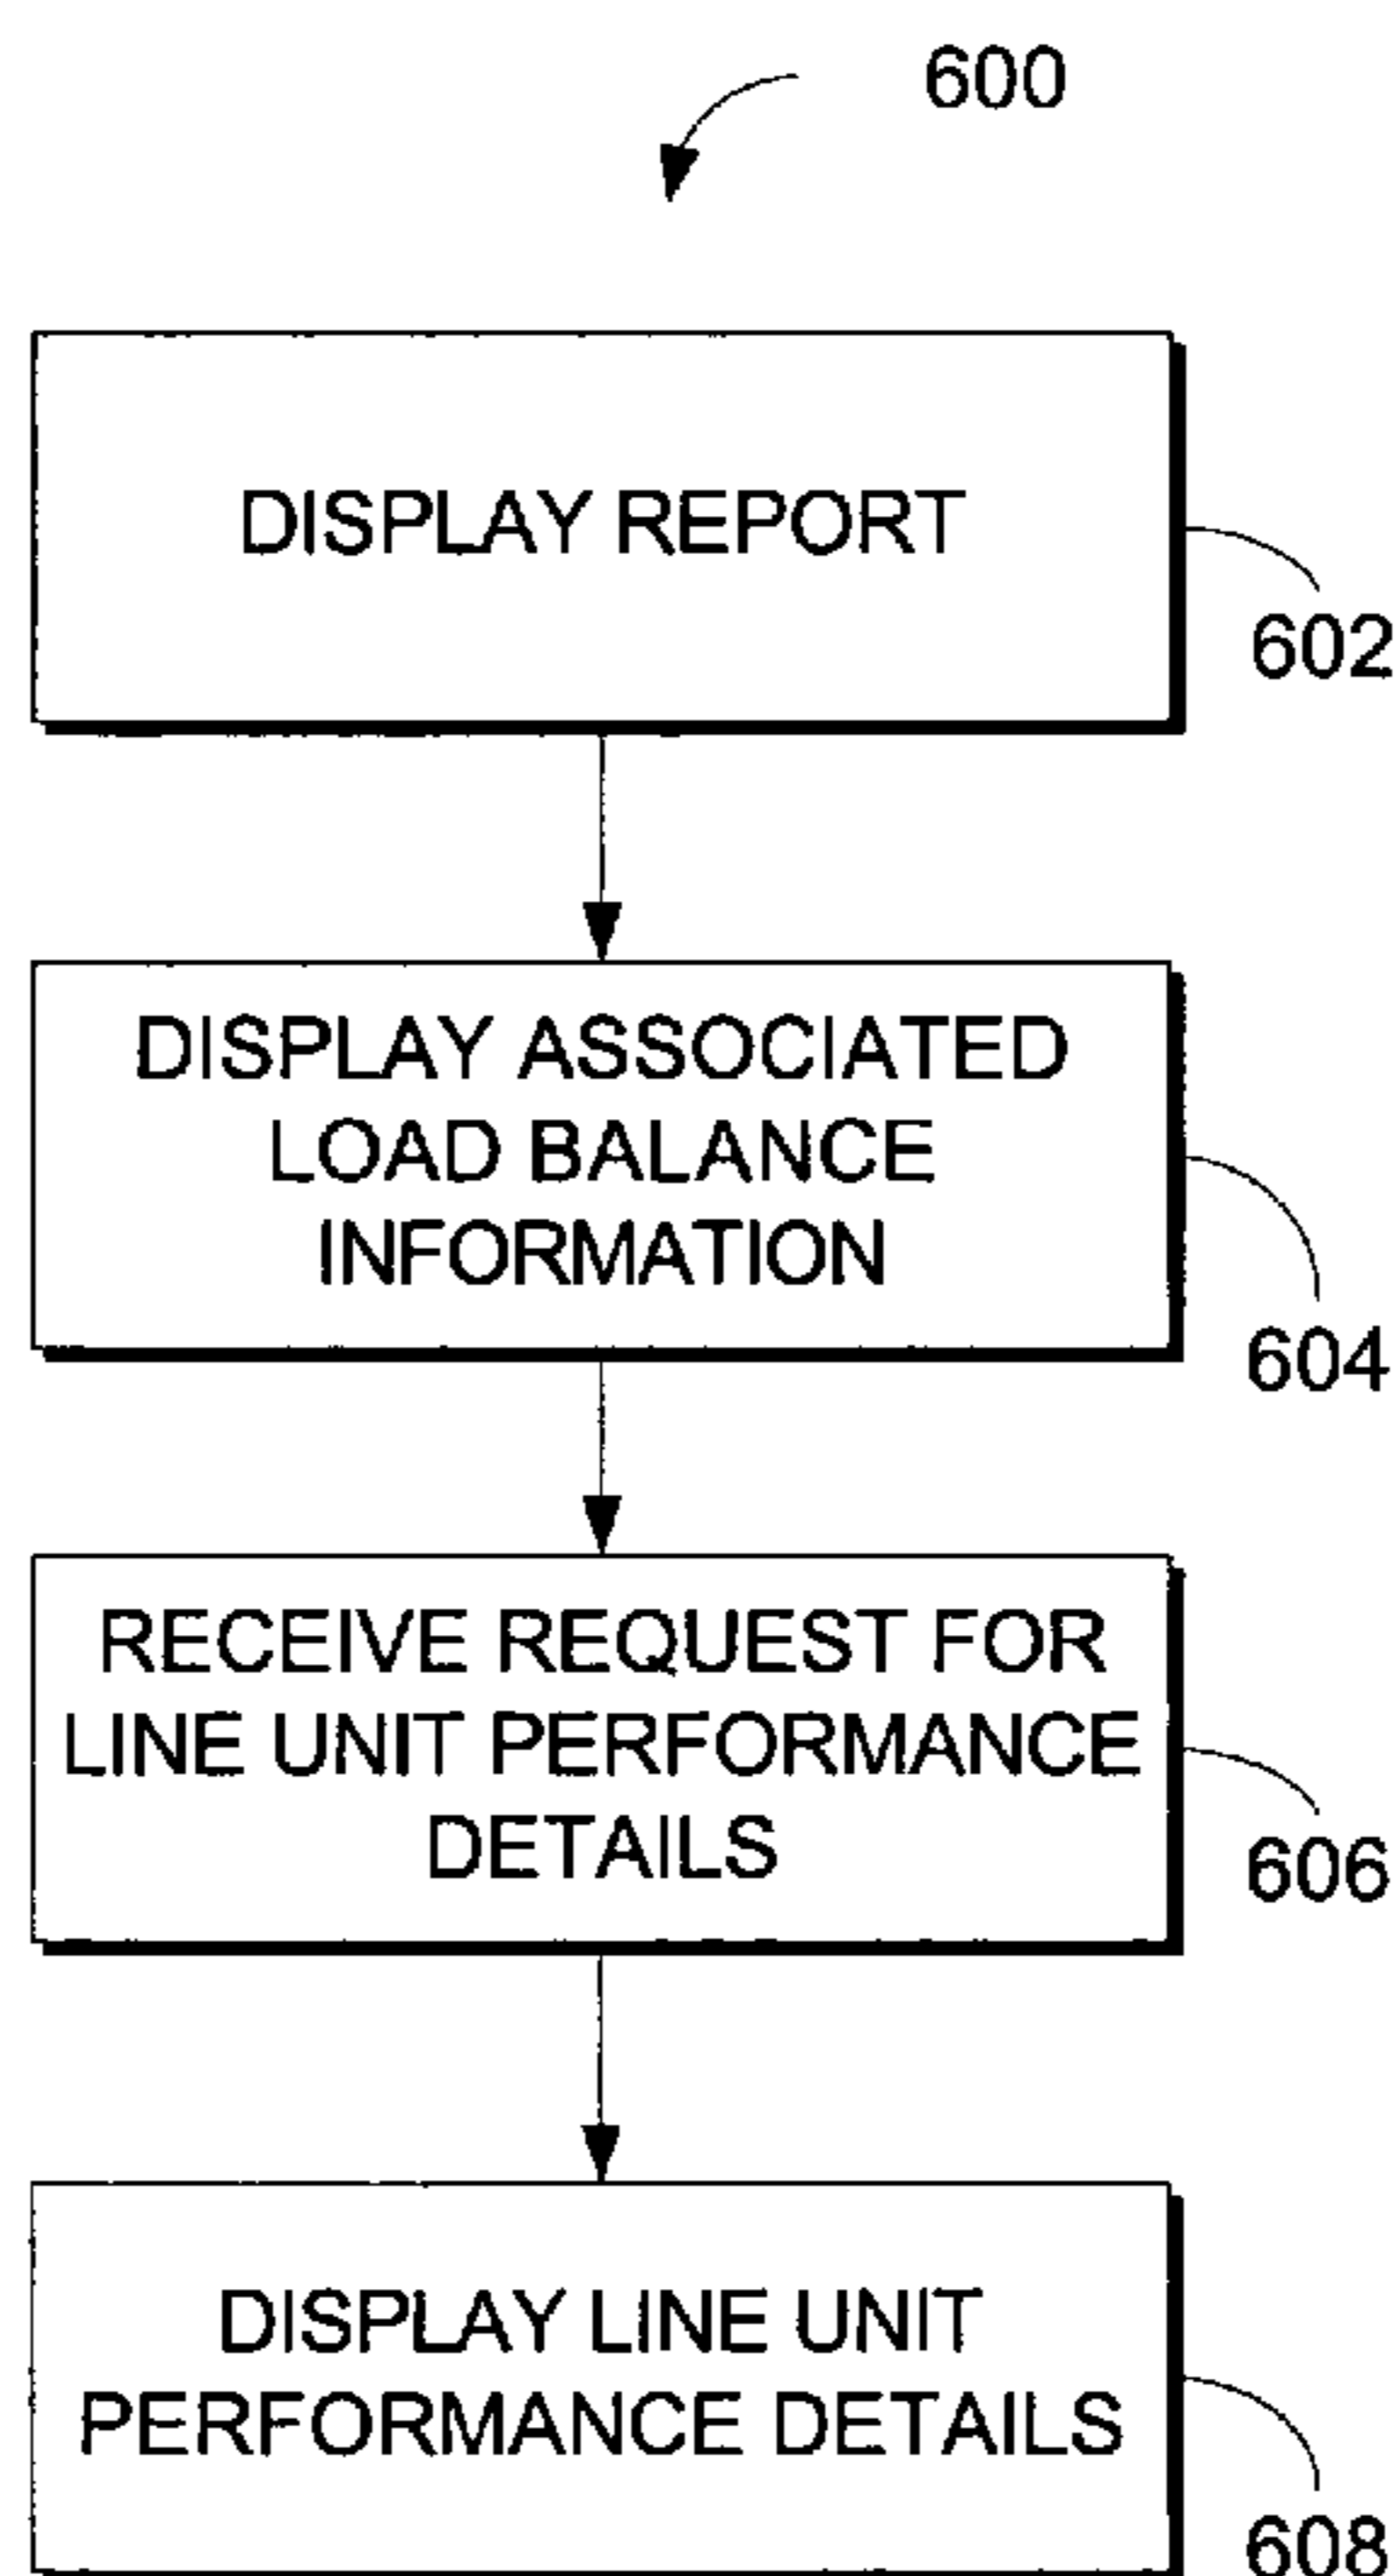 600
DISPLAY REPORT
602
DISPLAY ASSOCIATED
LOAD BALANCE
INFORMATION
604
RECEIVE REQUEST FOR
LINE UNIT PERFORMANCE
DETAILS
606
DISPLAY LINE UNIT
PERFORMANCE DETAILS
608